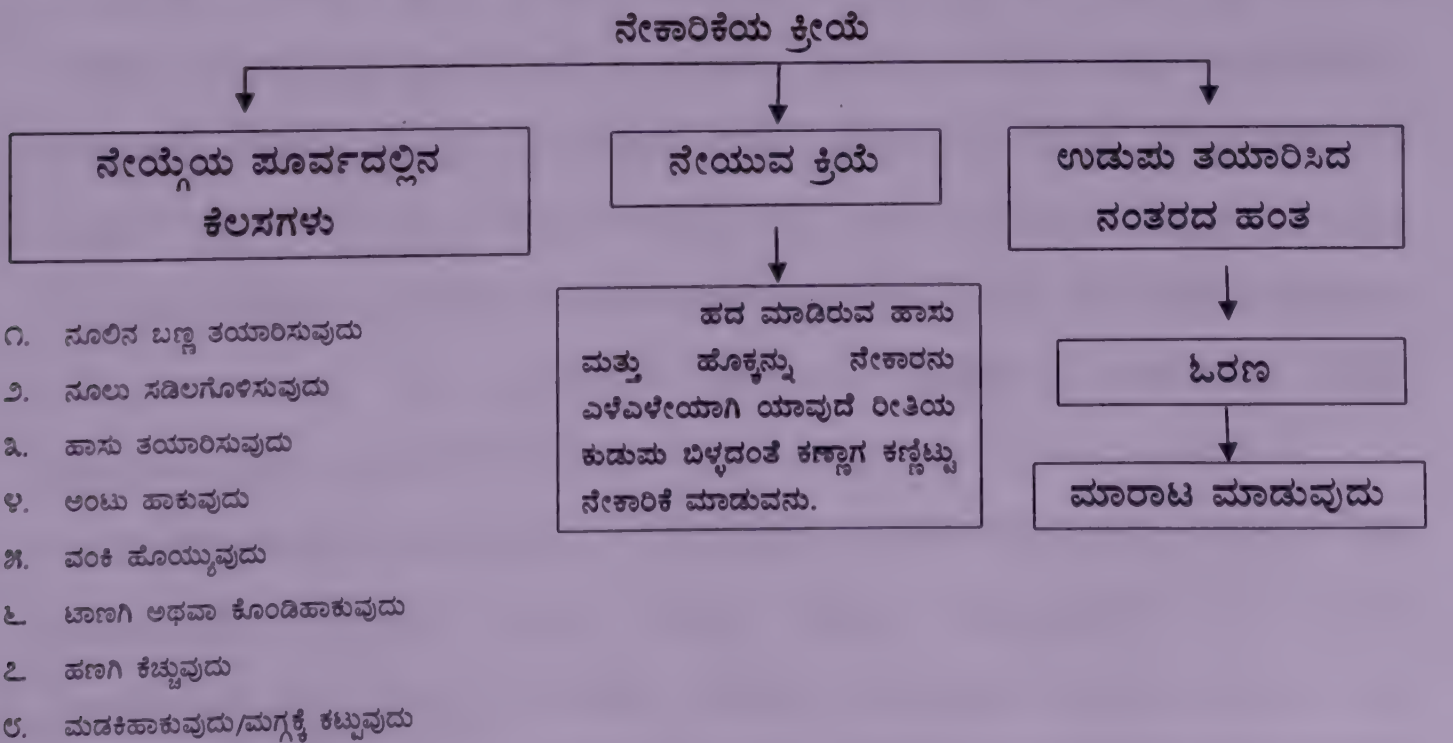 ನೇಕಾರಿಕೆಯ ಕ್ರೀಯೆ
ನೇಯ್ಗೆಯ ಪೂರ್ವದಲ್ಲಿನ
ಕೆಲಸಗಳು
೧. ನೂಲಿನ ಬಣ್ಣ ತಯಾರಿಸುವುದು
೨. ನೂಲು ಸಡಿಲಗೊಳಿಸುವುದು
೩. ಹಾಸು ತಯಾರಿಸುವುದು
೪. ಅಂಟು ಹಾಕುವುದು
೫. ವಂಕಿ ಹೊಯ್ಯುವುದು
೬. ಟಾಣಗಿ ಅಥವಾ ಕೊಂಡಿಹಾಕುವುದು
೭. ಹಣಗಿ ಕೆಚ್ಚುವುದು
೮. ಮಡಕಿಹಾಕುವುದು/ಮಗ್ಗಕ್ಕೆ ಕಟ್ಟುವುದು
ನೇಯುವ ಕ್ರಿಯೆ
ಹದ ಮಾಡಿರುವ ಹಾಸು
ಮತ್ತು ಹೊಕ್ಕನ್ನು ನೇಕಾರನು
ಎಳೆಎಳೇಯಾಗಿ ಯಾವುದೆ ರೀತಿಯ
ಕುಡುಪು ಬಿಳ್ಳದಂತೆ ಕಣ್ಣಾಗ ಕಣ್ಣಿಟ್ಟು
ನೇಕಾರಿಕೆ ಮಾಡುವನು.
ಉಡುಪು ತಯಾರಿಸಿದ
ನಂತರದ ಹಂತ
ಓರಣ
ಮಾರಾಟ ಮಾಡುವುದು